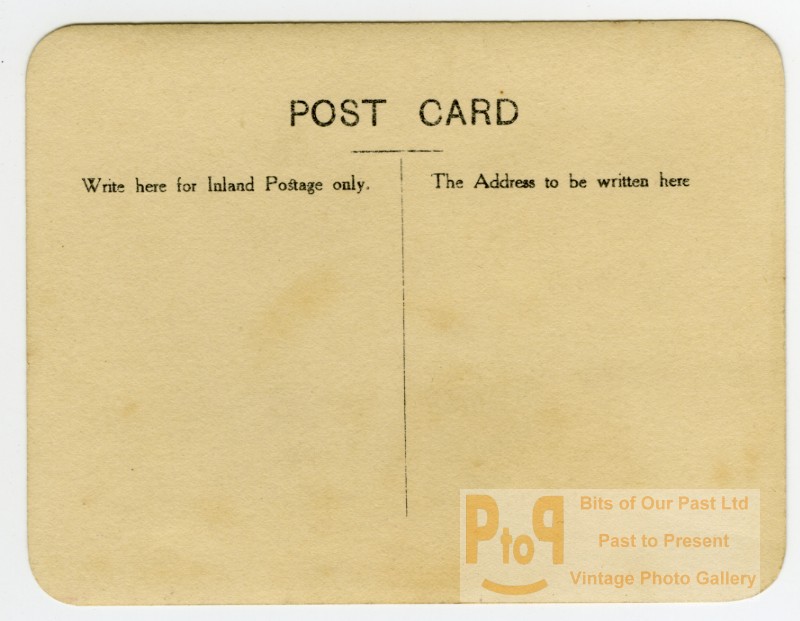 POST CARD
Write here for Inland Postage only.
The Address to be written here
PtoP
Bits of Our Past Ltd
Past to Present
Vintage Photo Gallery